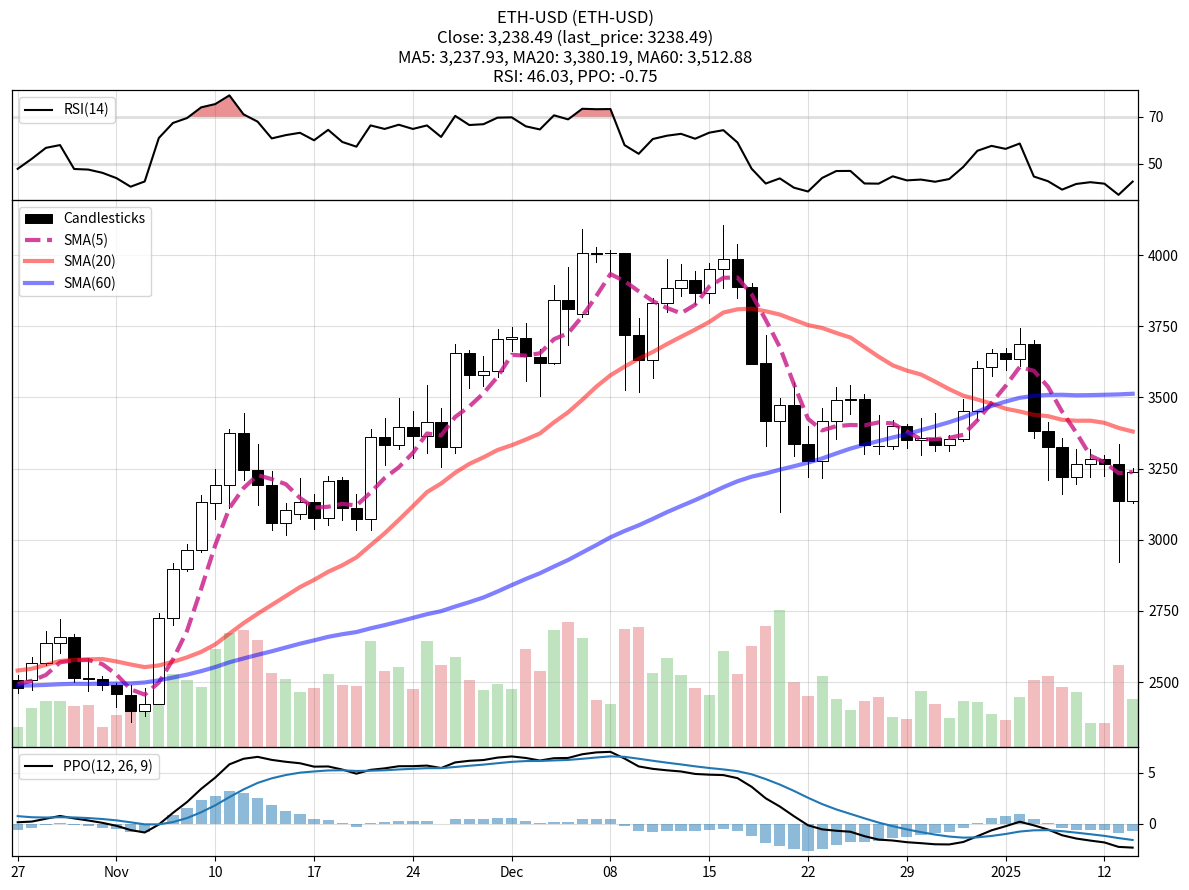 ETH-USD (ETH-USD)
Close: 3,238.49 (last_price: 3238.49)
MA5: 3,237.93, MA20: 3,380.19, MA60: 3,512.88
RSI: 46.03, PPO: -0.75
RSI(14)
70
50
Candlesticks
SMA(5)
SMA(20)
SMA(60)
4000
3750
3500
3250
3000
2750
2500
PPO(12, 26, 9)
5
0
27 Nov 10 17 24 Dec 08 15 22 29 2025 12